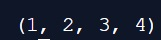 (1, 2, 3, 4)